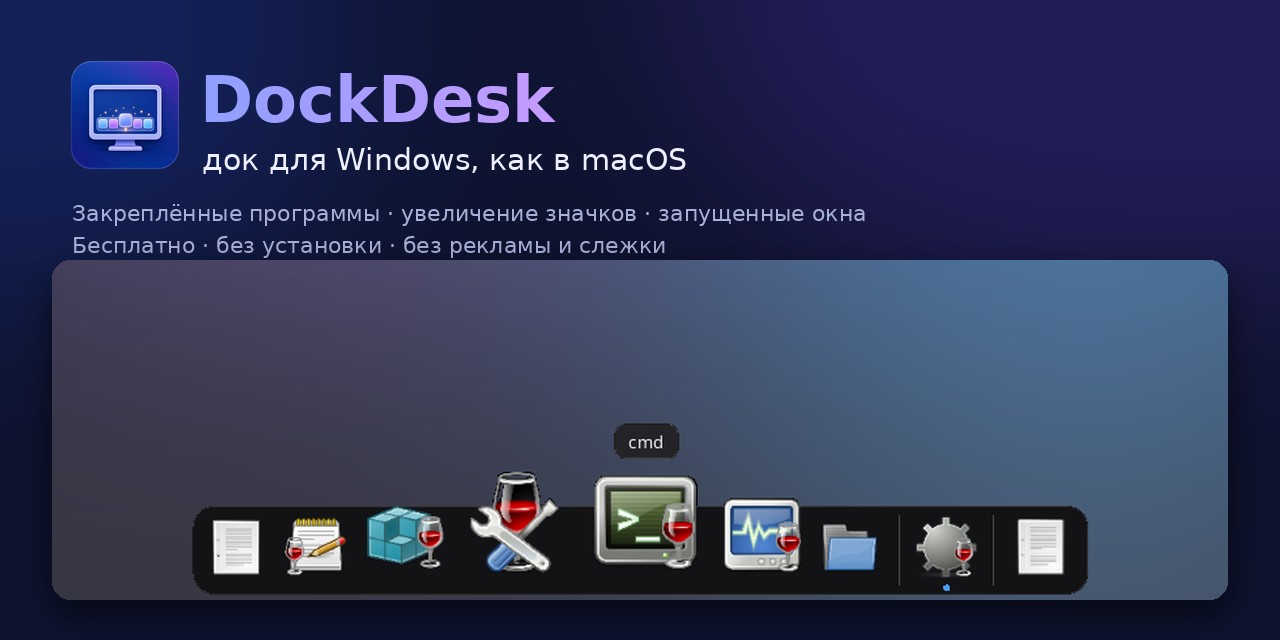 DockDesk
док для Windows, как в macOS
Закреплённые программы · увеличение значков · запущенные окна
Бесплатно · без установки · без рекламы и слежки
cmd